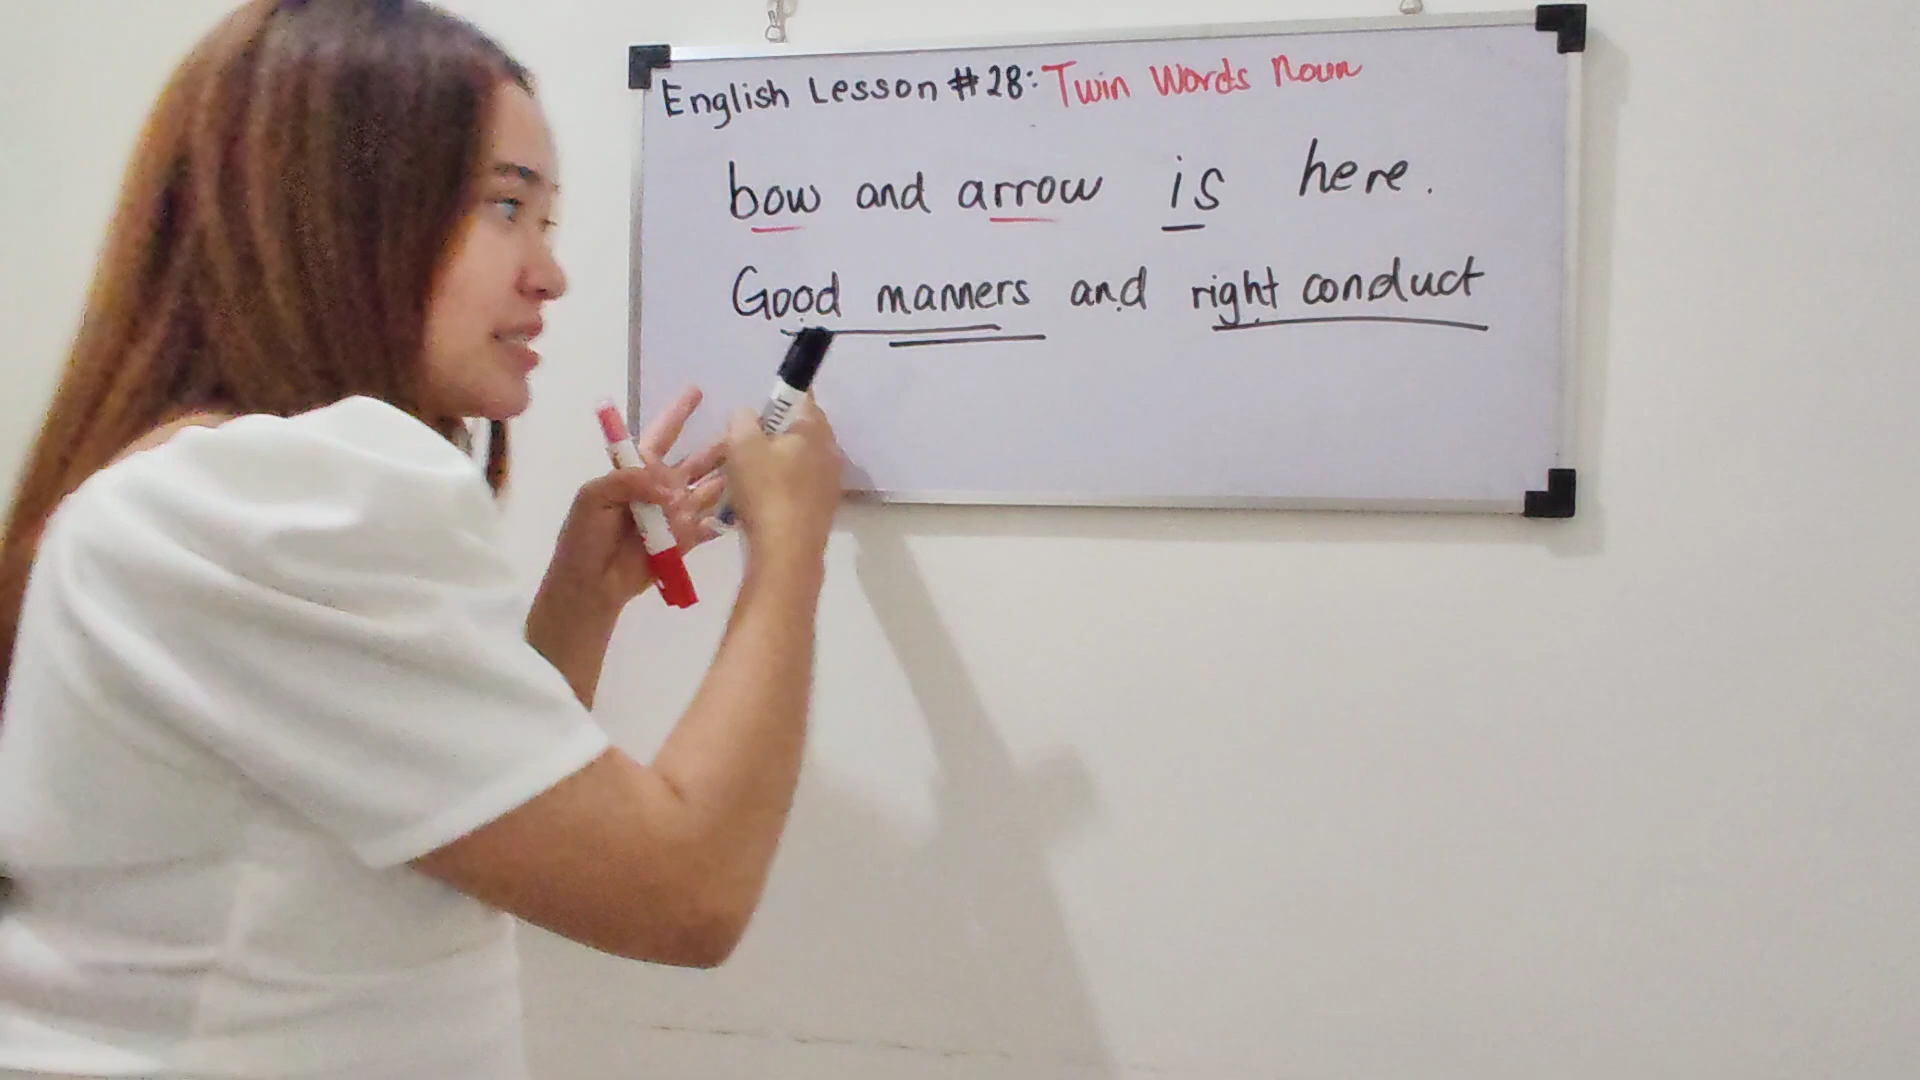 English Lesson #28: Twin Words Noun
bow and arrow is here.
Good manners and right conduct